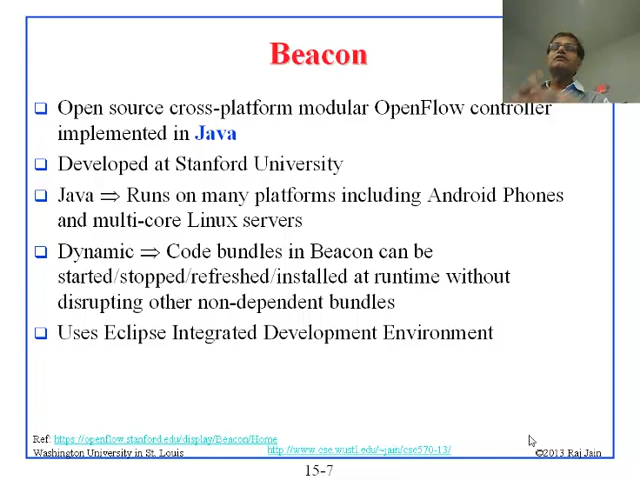 Beacon
Open source cross-platform modular OpenFlow controller
implemented in Java
Developed at Stanford University
Java ⇒ Runs on many platforms including Android Phones
and multi-core Linux servers
Dynamic ⇒ Code bundles in Beacon can be
started/stopped/refreshed/installed at runtime without
disrupting other non-dependent bundles
Uses Eclipse Integrated Development Environment
Ref: https://openflow.stanford.edu/display/Beacon/Home
Washington University in St. Louis
http://www.cse.wustl.edu/~jain/cse570-13/
©2013 Raj Jain
15-7